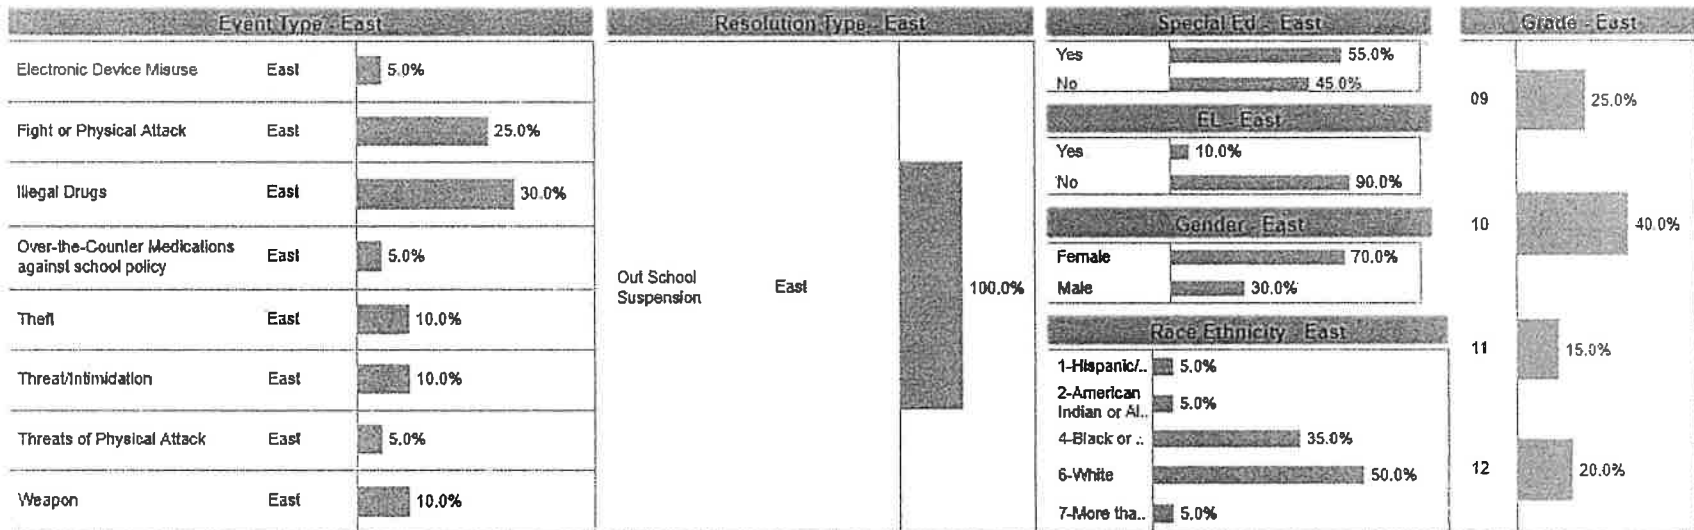 Event Type - East
Electronic Device Misuse East 5.0%
Fight or Physical Attack East 25.0%
Illegal Drugs East 30.0%
Over-the-Counter Medications
against school policy East 5.0%
Theft East 10.0%
Threat/Intimidation East 10.0%
Threats of Physical Attack East 5.0%
Weapon East 10.0%
Resolution Type - East
Out School
Suspension East 100.0%
Special Ed - East
Yes 55.0%
No 45.0%
EL - East
Yes 10.0%
No 90.0%
Gender - East
Female 70.0%
Male 30.0%
Race Ethnicity - East
1-Hispanic/.. 5.0%
2-American
Indian or Al.. 5.0%
4-Black or .. 35.0%
6-White 50.0%
7-More tha.. 5.0%
Grade - East
09 25.0%
10 40.0%
11 15.0%
12 20.0%